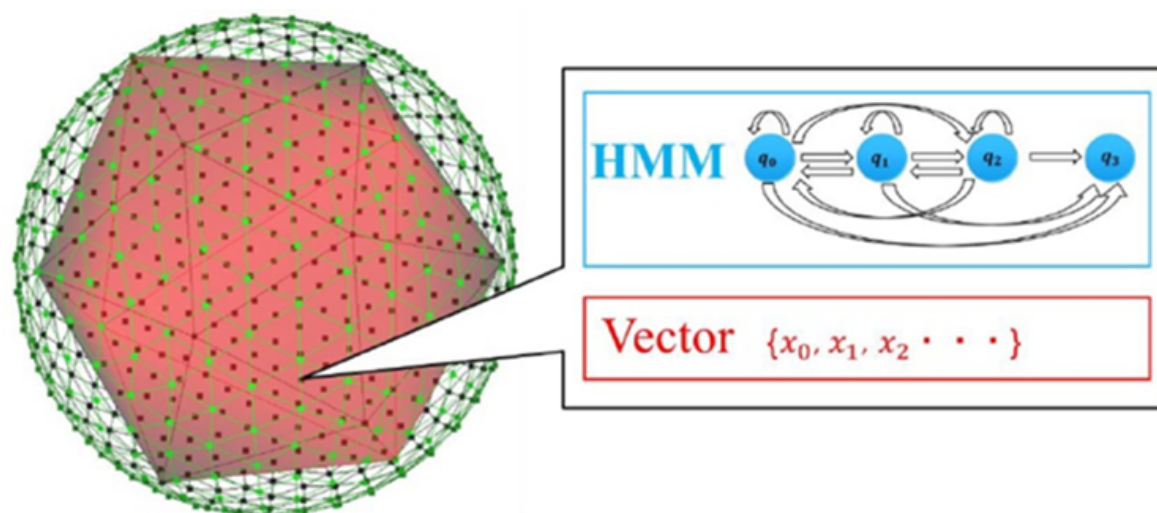 HMM q₀ q₁ q₂ q₃
Vector {x₀, x₁, x₂ · · · }